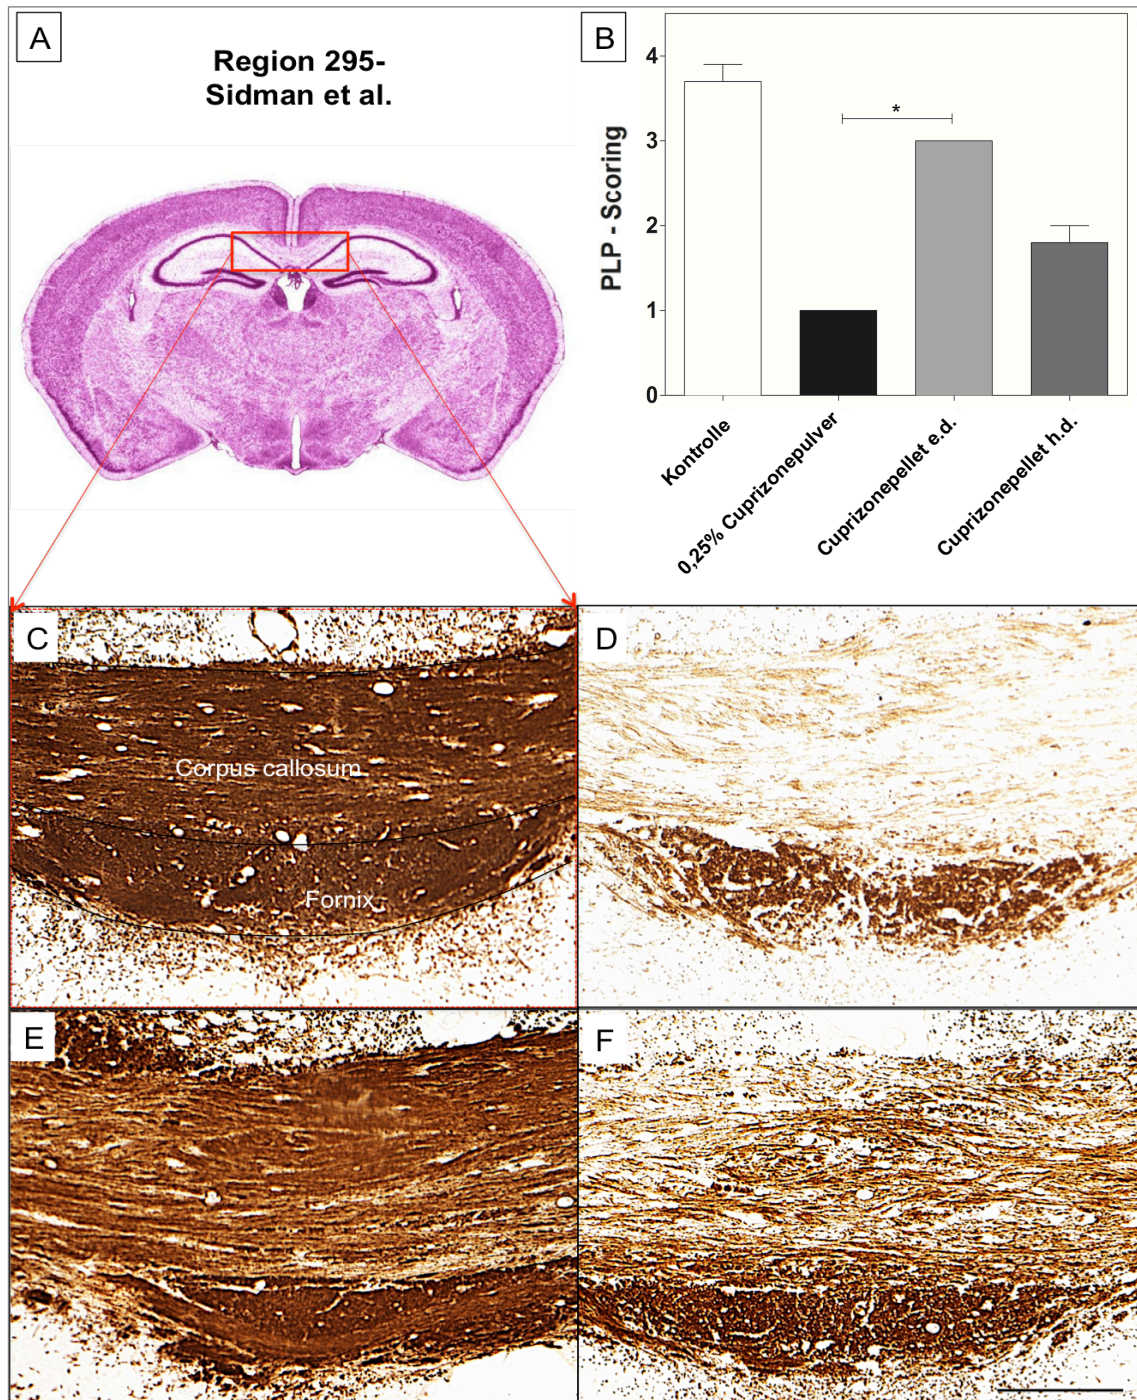 A
Region 295-
Sidman et al.
B
PLP - Scoring
4
3
2
1
0
*
Kontrolle
0,25% Cuprizonepulver
Cuprizonepellet e.d.
Cuprizonepellet h.d.
C
Corpus callosum
Fornix
D
E
F